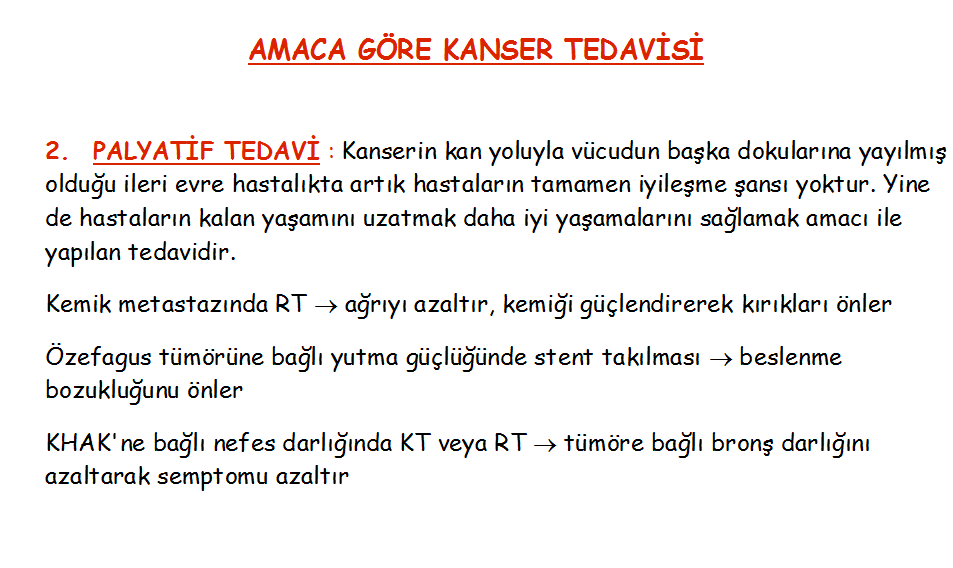 AMACA GÖRE KANSER TEDAVİSİ
2. PALYATİF TEDAVİ : Kanserin kan yoluyla vücudun başka dokularına yayılmış
olduğu ileri evre hastalıkta artık hastaların tamamen iyileşme şansı yoktur. Yine
de hastaların kalan yaşamını uzatmak daha iyi yaşamalarını sağlamak amacı ile
yapılan tedavidir.
Kemik metastazında RT → ağrıyı azaltır, kemiği güçlendirerek kırıkları önler
Özefagus tümörüne bağlı yutma güçlüğünde stent takılması → beslenme
bozukluğunu önler
KHAK'ne bağlı nefes darlığında KT veya RT → tümöre bağlı bronş darlığını
azaltarak semptomu azaltır